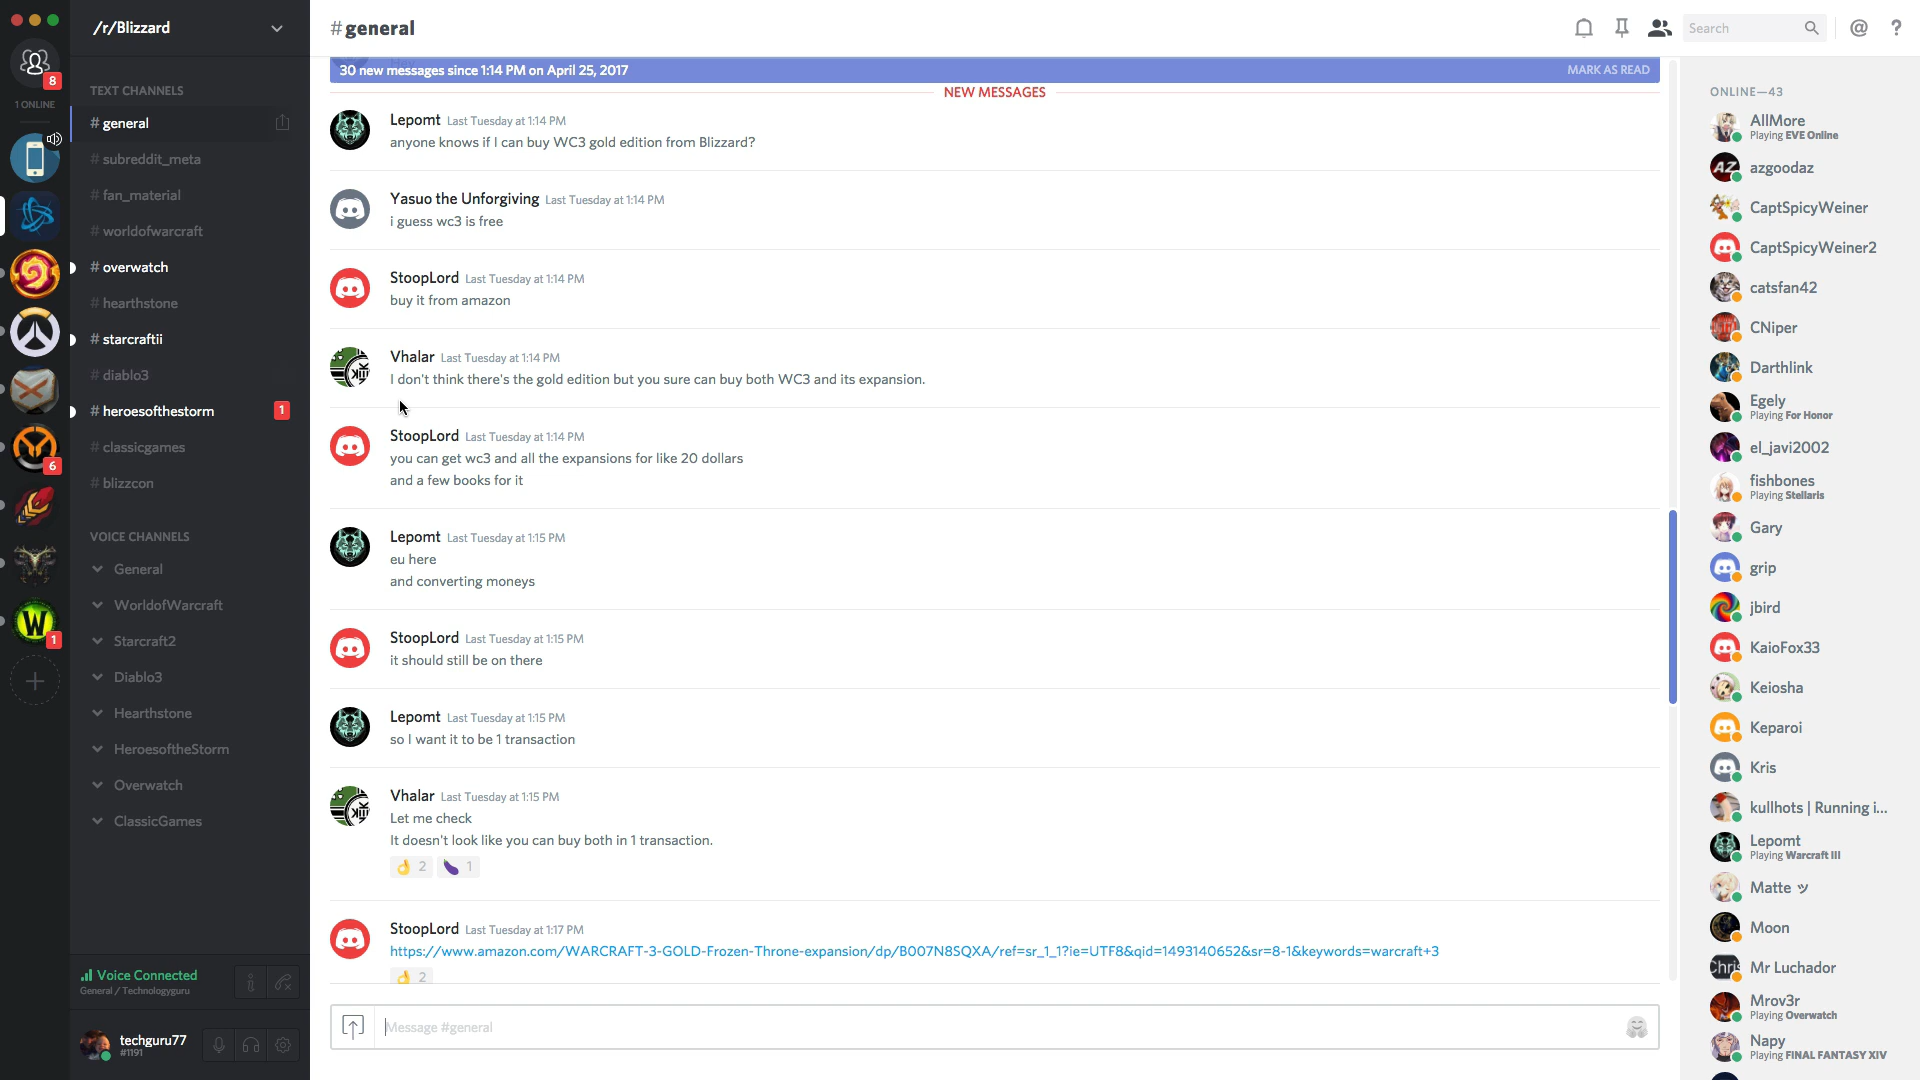 8
1 ONLINE
6
1
/r/Blizzard
TEXT CHANNELS
# general
# subreddit_meta
# fan_material
# worldofwarcraft
# overwatch
# hearthstone
# starcraftii
# diablo3
# heroesofthestorm 1
# classicgames
# blizzcon
VOICE CHANNELS
General
WorldofWarcraft
Starcraft2
Diablo3
Hearthstone
HeroesoftheStorm
Overwatch
ClassicGames
Voice Connected
General / Technologyguru
techguru77
#1191
# general
Search
@ ?
30 new messages since 1:14 PM on April 25, 2017 MARK AS READ
NEW MESSAGES
Lepomt Last Tuesday at 1:14 PM
anyone knows if I can buy WC3 gold edition from Blizzard?
Yasuo the Unforgiving Last Tuesday at 1:14 PM
i guess wc3 is free
StoopLord Last Tuesday at 1:14 PM
buy it from amazon
Vhalar Last Tuesday at 1:14 PM
I don't think there's the gold edition but you sure can buy both WC3 and its expansion.
StoopLord Last Tuesday at 1:14 PM
you can get wc3 and all the expansions for like 20 dollars
and a few books for it
Lepomt Last Tuesday at 1:15 PM
eu here
and converting moneys
StoopLord Last Tuesday at 1:15 PM
it should still be on there
Lepomt Last Tuesday at 1:15 PM
so I want it to be 1 transaction
Vhalar Last Tuesday at 1:15 PM
Let me check
It doesn't look like you can buy both in 1 transaction.
👌 2 🍆 1
StoopLord Last Tuesday at 1:17 PM
https://www.amazon.com/WARCRAFT-3-GOLD-Frozen-Throne-expansion/dp/B007N8SQXA/ref=sr_1_1?ie=UTF8&qid=1493140652&sr=8-1&keywords=warcraft+3
👌 2
Message #general
ONLINE—43
AllMore
Playing EVE Online
AZ azgoodaz
CaptSpicyWeiner
CaptSpicyWeiner2
catsfan42
CNiper
Darthlink
Egely
Playing For Honor
el_javi2002
fishbones
Playing Stellaris
Gary
grip
jbird
KaioFox33
Keiosha
Keparoi
Kris
kullhots | Running i...
Lepomt
Playing Warcraft III
Matte ッ
Moon
Chris Mr Luchador
Mrov3r
Playing Overwatch
Napy
Playing FINAL FANTASY XIV